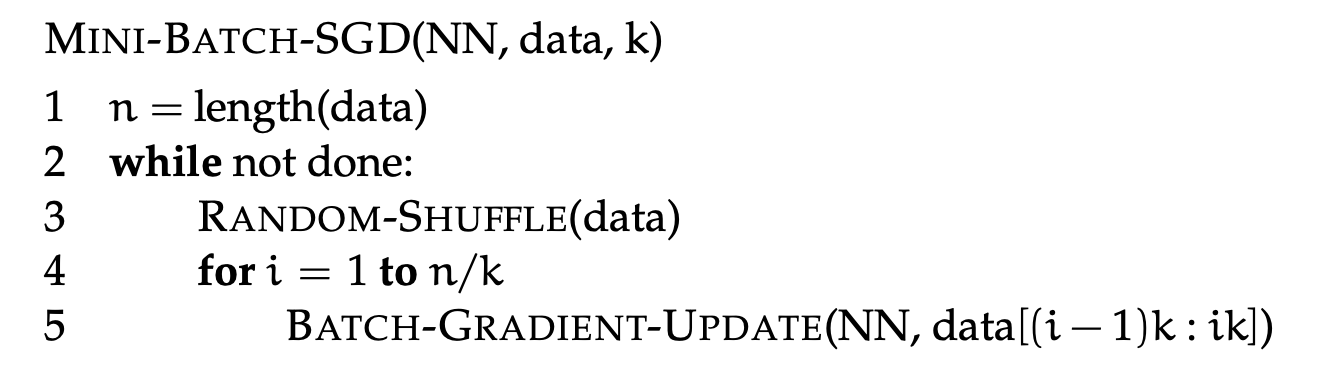 MINI-BATCH-SGD(NN, data, k)
1 n = length(data)
2 while not done:
3 RANDOM-SHUFFLE(data)
4 for i = 1 to n/k
5 BATCH-GRADIENT-UPDATE(NN, data[(i − 1)k : ik])